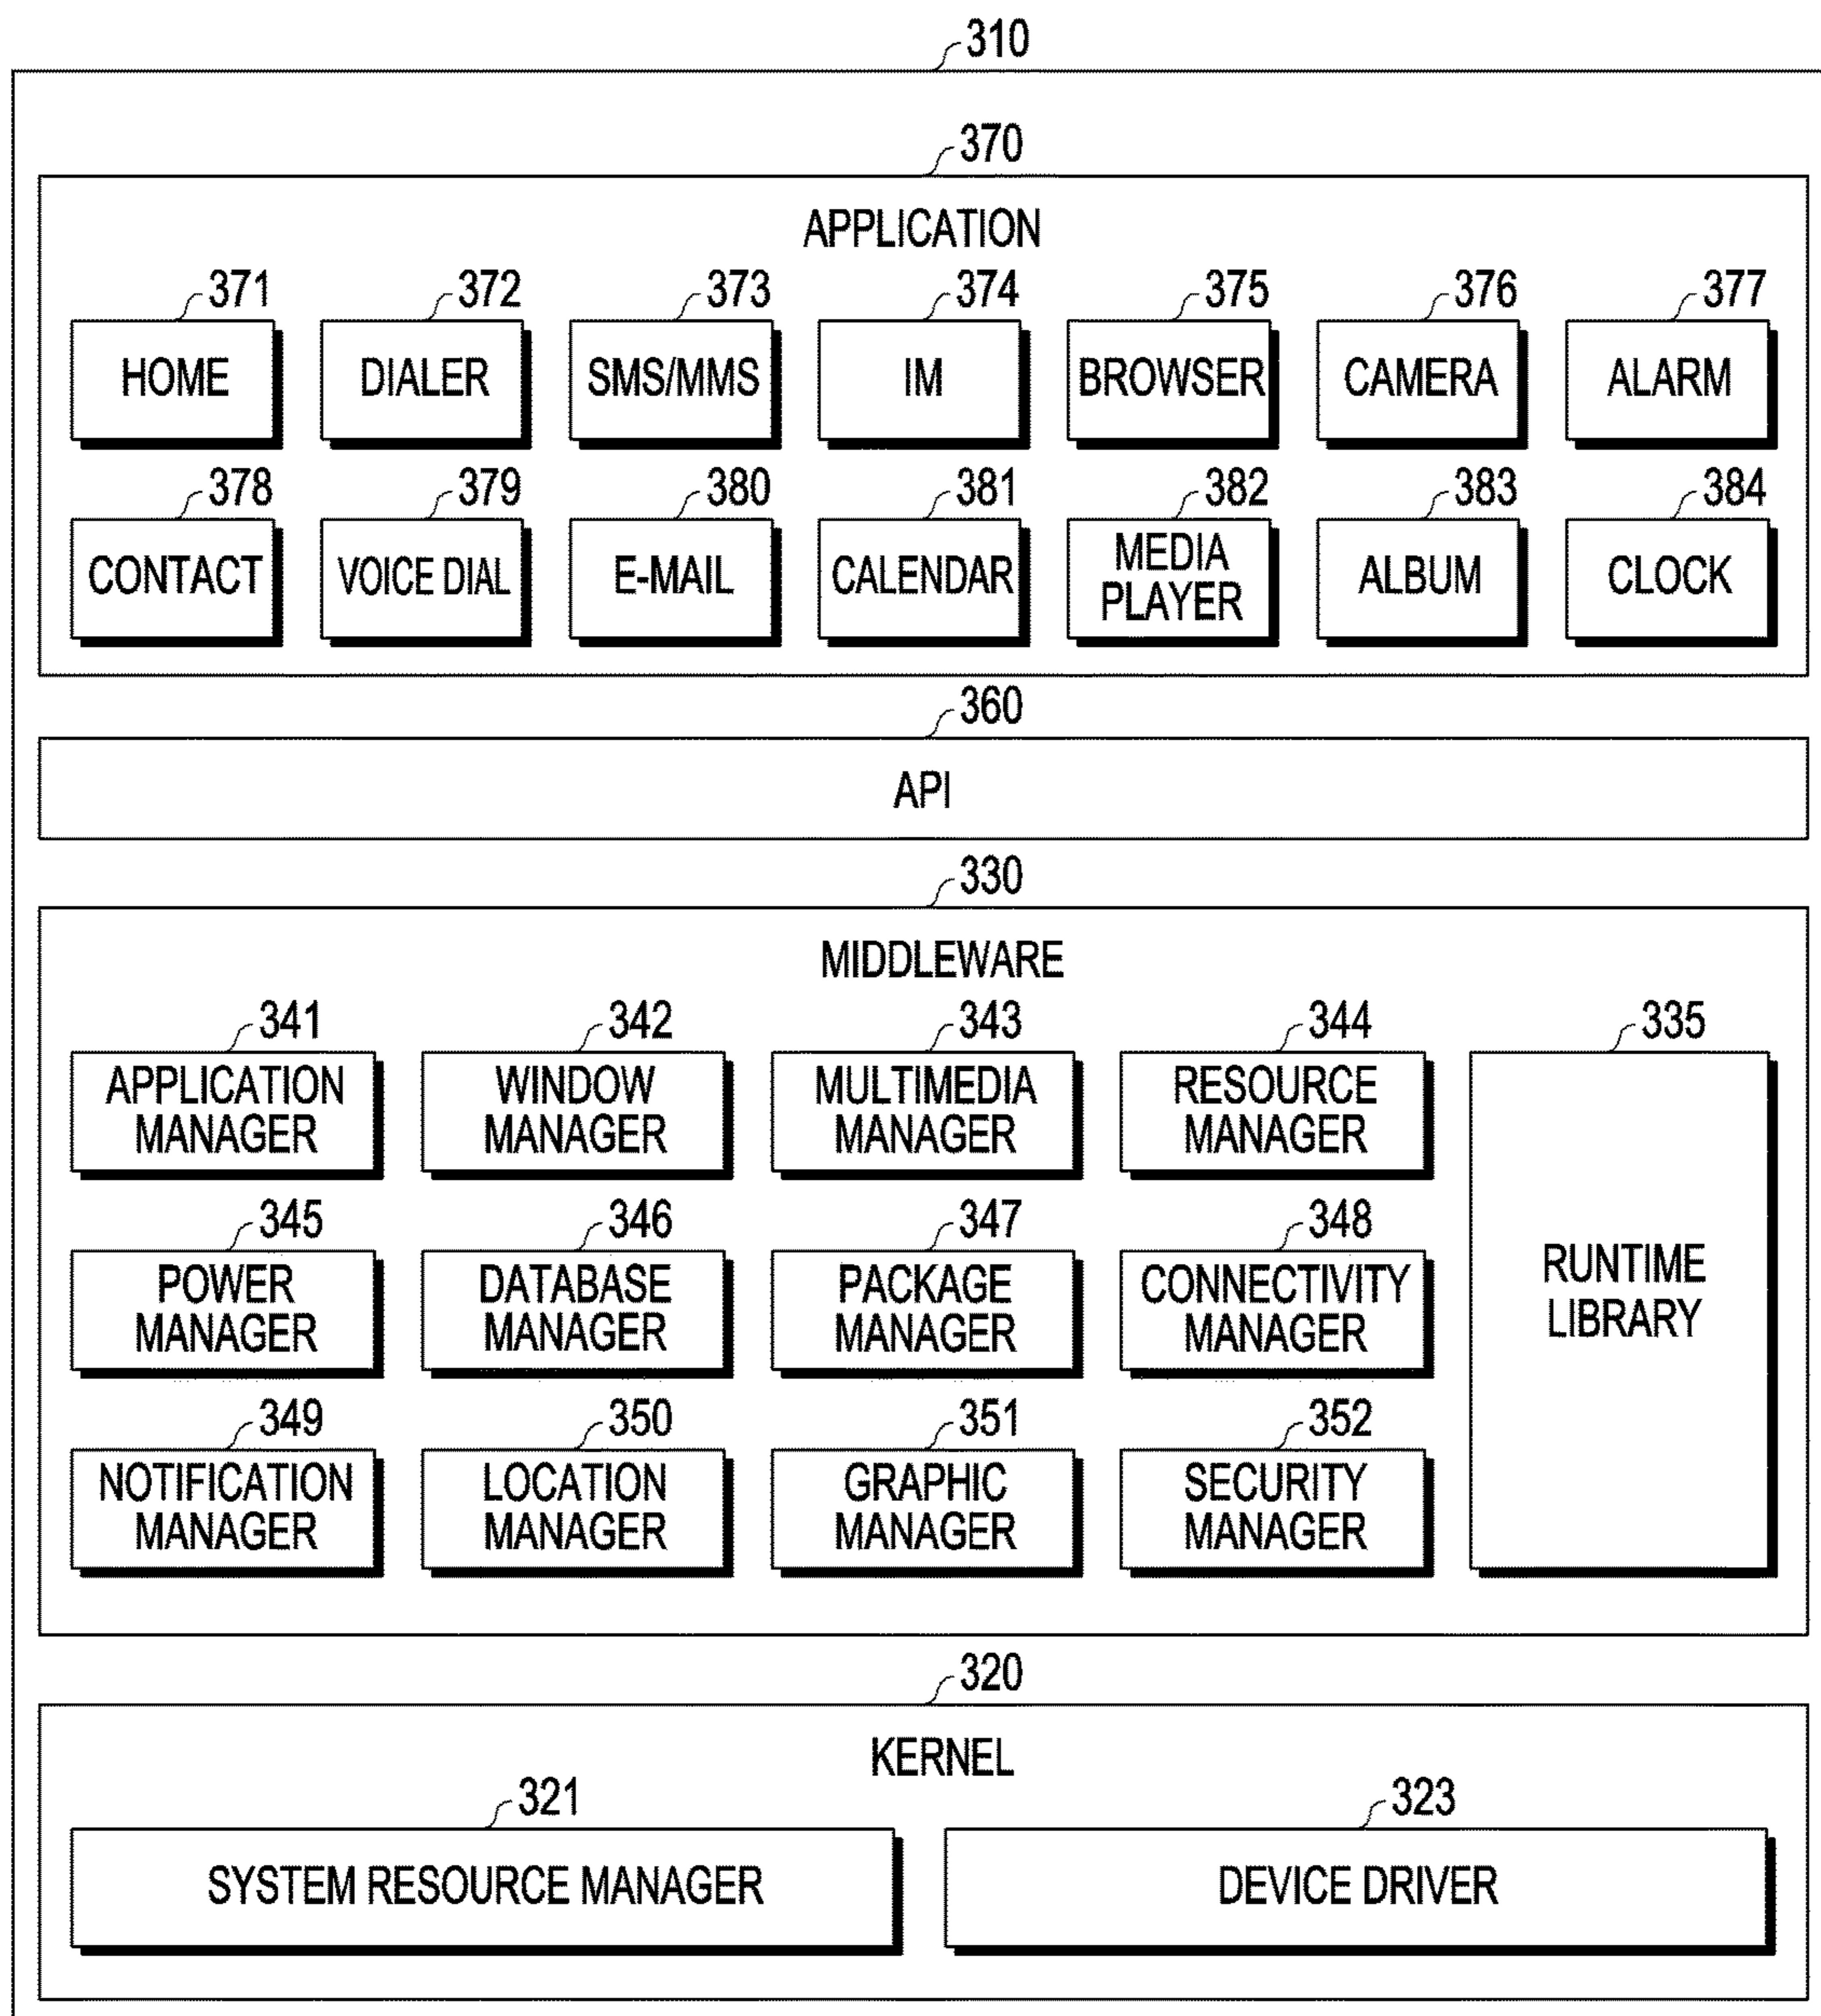 310
370
APPLICATION
371 372 373 374 375 376 377
HOME DIALER SMS/MMS IM BROWSER CAMERA ALARM
378 379 380 381 382 383 384
CONTACT VOICE DIAL E-MAIL CALENDAR MEDIA PLAYER ALBUM CLOCK
360
API
330
MIDDLEWARE
341 342 343 344 335
APPLICATION MANAGER WINDOW MANAGER MULTIMEDIA MANAGER RESOURCE MANAGER
345 346 347 348
POWER MANAGER DATABASE MANAGER PACKAGE MANAGER CONNECTIVITY MANAGER RUNTIME LIBRARY
349 350 351 352
NOTIFICATION MANAGER LOCATION MANAGER GRAPHIC MANAGER SECURITY MANAGER
320
KERNEL
321 323
SYSTEM RESOURCE MANAGER DEVICE DRIVER